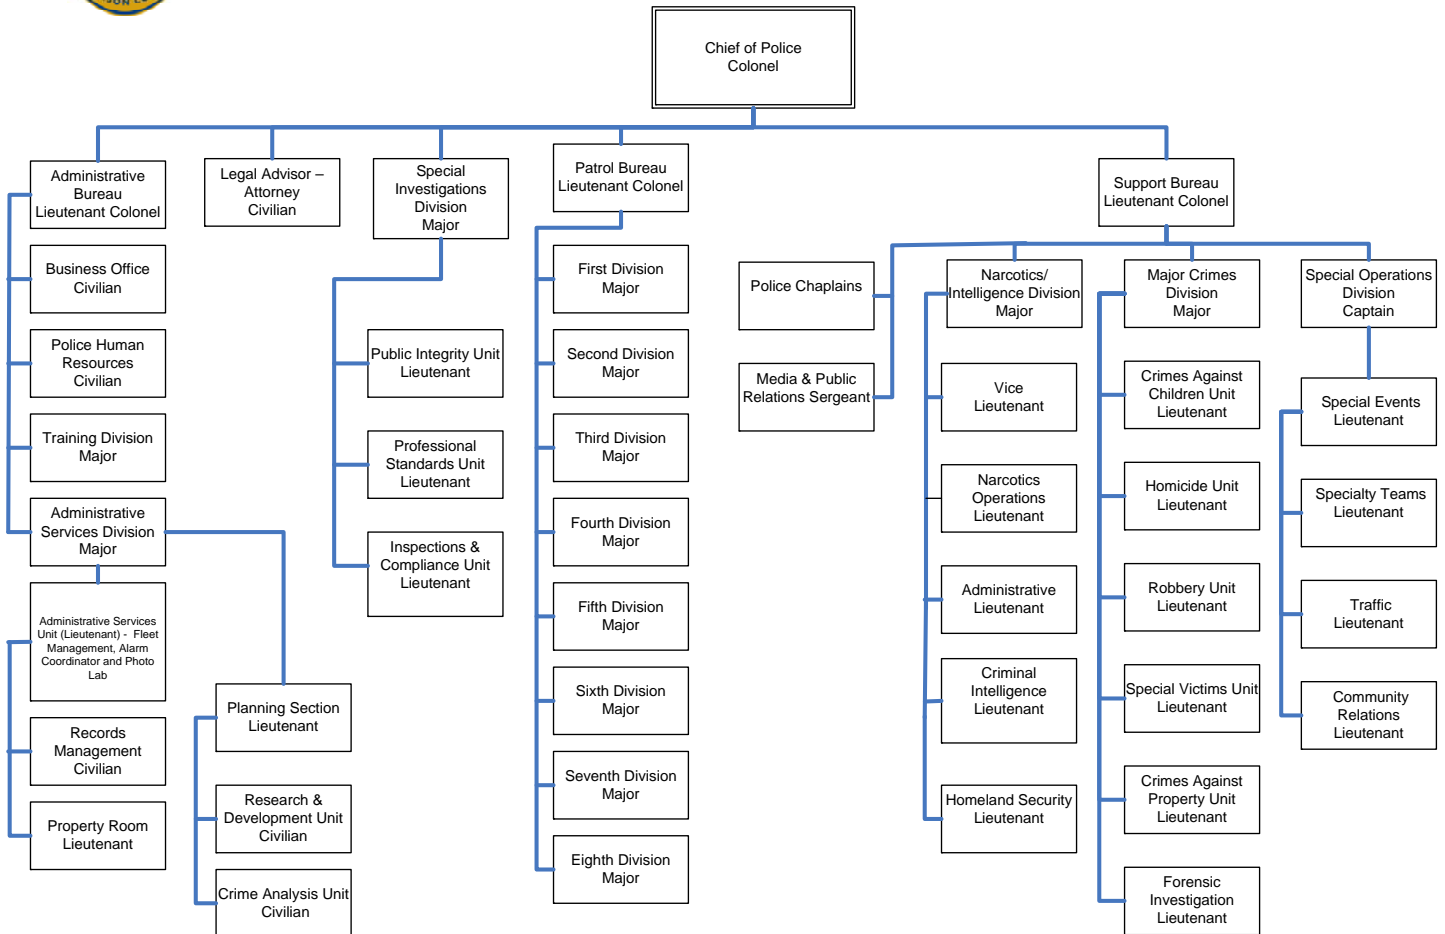 Chief of Police
Colonel
Administrative
Bureau
Lieutenant Colonel
Legal Advisor –
Attorney
Civilian
Special
Investigations
Division
Major
Patrol Bureau
Lieutenant Colonel
Support Bureau
Lieutenant Colonel
Business Office
Civilian
Police Human
Resources
Civilian
Training Division
Major
Administrative
Services Division
Major
Administrative Services
Unit (Lieutenant) - Fleet
Management, Alarm
Coordinator and Photo
Lab
Records
Management
Civilian
Property Room
Lieutenant
Planning Section
Lieutenant
Research &
Development Unit
Civilian
Crime Analysis Unit
Civilian
Public Integrity Unit
Lieutenant
Professional
Standards Unit
Lieutenant
Inspections &
Compliance Unit
Lieutenant
First Division
Major
Second Division
Major
Third Division
Major
Fourth Division
Major
Fifth Division
Major
Sixth Division
Major
Seventh Division
Major
Eighth Division
Major
Police Chaplains
Media & Public
Relations Sergeant
Narcotics/
Intelligence Division
Major
Vice
Lieutenant
Narcotics
Operations
Lieutenant
Administrative
Lieutenant
Criminal
Intelligence
Lieutenant
Homeland Security
Lieutenant
Major Crimes
Division
Major
Crimes Against
Children Unit
Lieutenant
Homicide Unit
Lieutenant
Robbery Unit
Lieutenant
Special Victims Unit
Lieutenant
Crimes Against
Property Unit
Lieutenant
Forensic
Investigation
Lieutenant
Special Operations
Division
Captain
Special Events
Lieutenant
Specialty Teams
Lieutenant
Traffic
Lieutenant
Community
Relations
Lieutenant